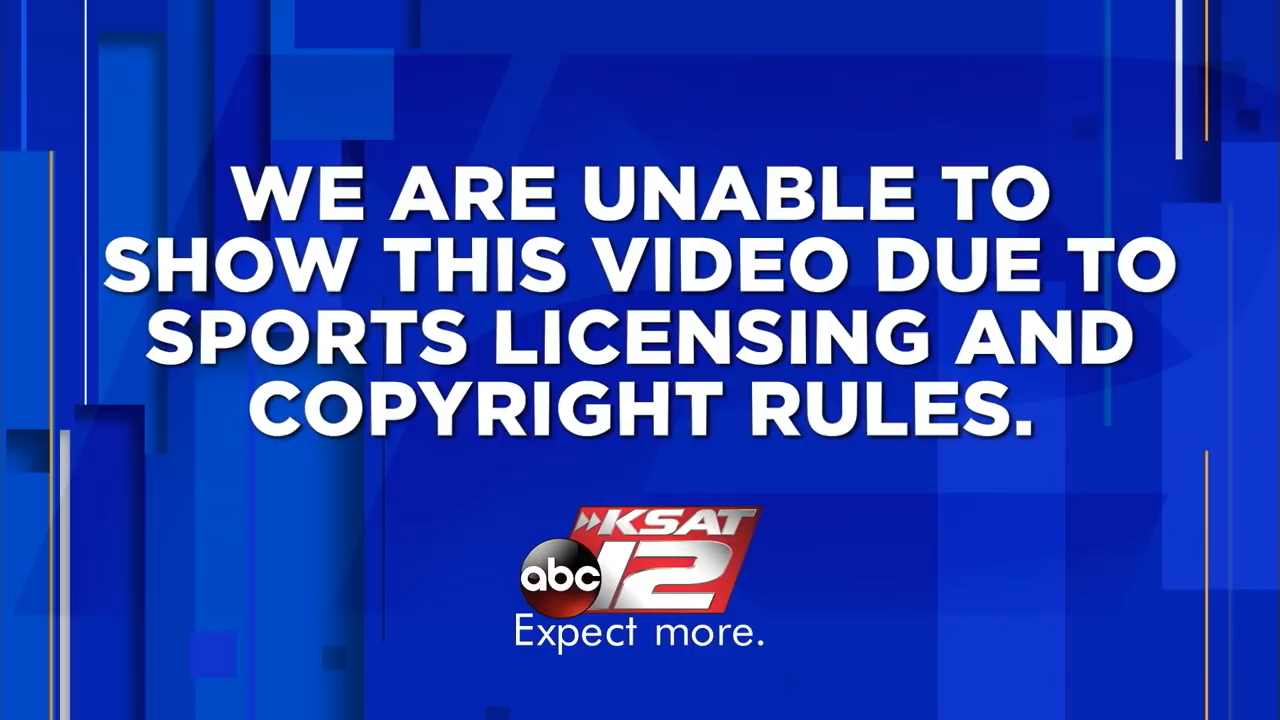 WE ARE UNABLE TO
SHOW THIS VIDEO DUE TO
SPORTS LICENSING AND
COPYRIGHT RULES.
KSAT
abc 12
Expect more.